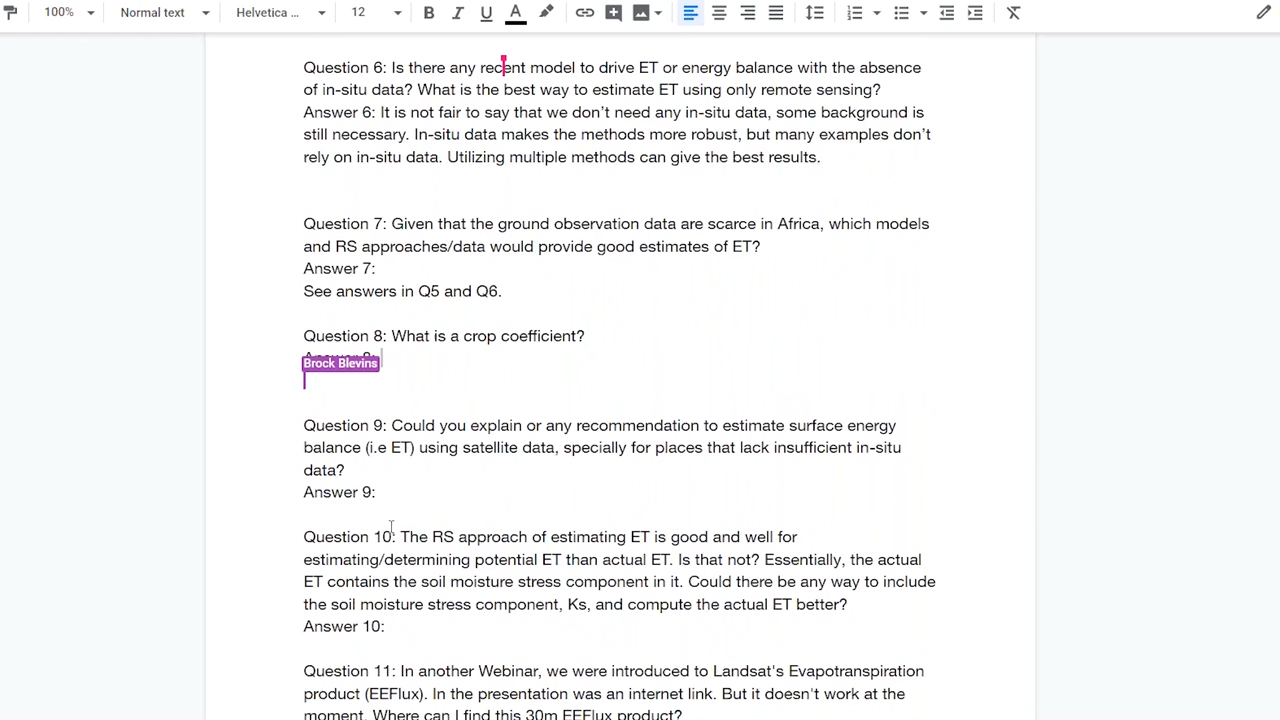 100%
Normal text
Helvetica ...
12
B
I
U
A
Question 6: Is there any recent model to drive ET or energy balance with the absence
of in-situ data? What is the best way to estimate ET using only remote sensing?
Answer 6: It is not fair to say that we don't need any in-situ data, some background is
still necessary. In-situ data makes the methods more robust, but many examples don't
rely on in-situ data. Utilizing multiple methods can give the best results.
Question 7: Given that the ground observation data are scarce in Africa, which models
and RS approaches/data would provide good estimates of ET?
Answer 7:
See answers in Q5 and Q6.
Question 8: What is a crop coefficient?
Answer 8:
Brock Blevins
Question 9: Could you explain or any recommendation to estimate surface energy
balance (i.e ET) using satellite data, specially for places that lack insufficient in-situ
data?
Answer 9:
Question 10: The RS approach of estimating ET is good and well for
estimating/determining potential ET than actual ET. Is that not? Essentially, the actual
ET contains the soil moisture stress component in it. Could there be any way to include
the soil moisture stress component, Ks, and compute the actual ET better?
Answer 10:
Question 11: In another Webinar, we were introduced to Landsat's Evapotranspiration
product (EEFlux). In the presentation was an internet link. But it doesn't work at the
moment. Where can I find this 30m EEFlux product?